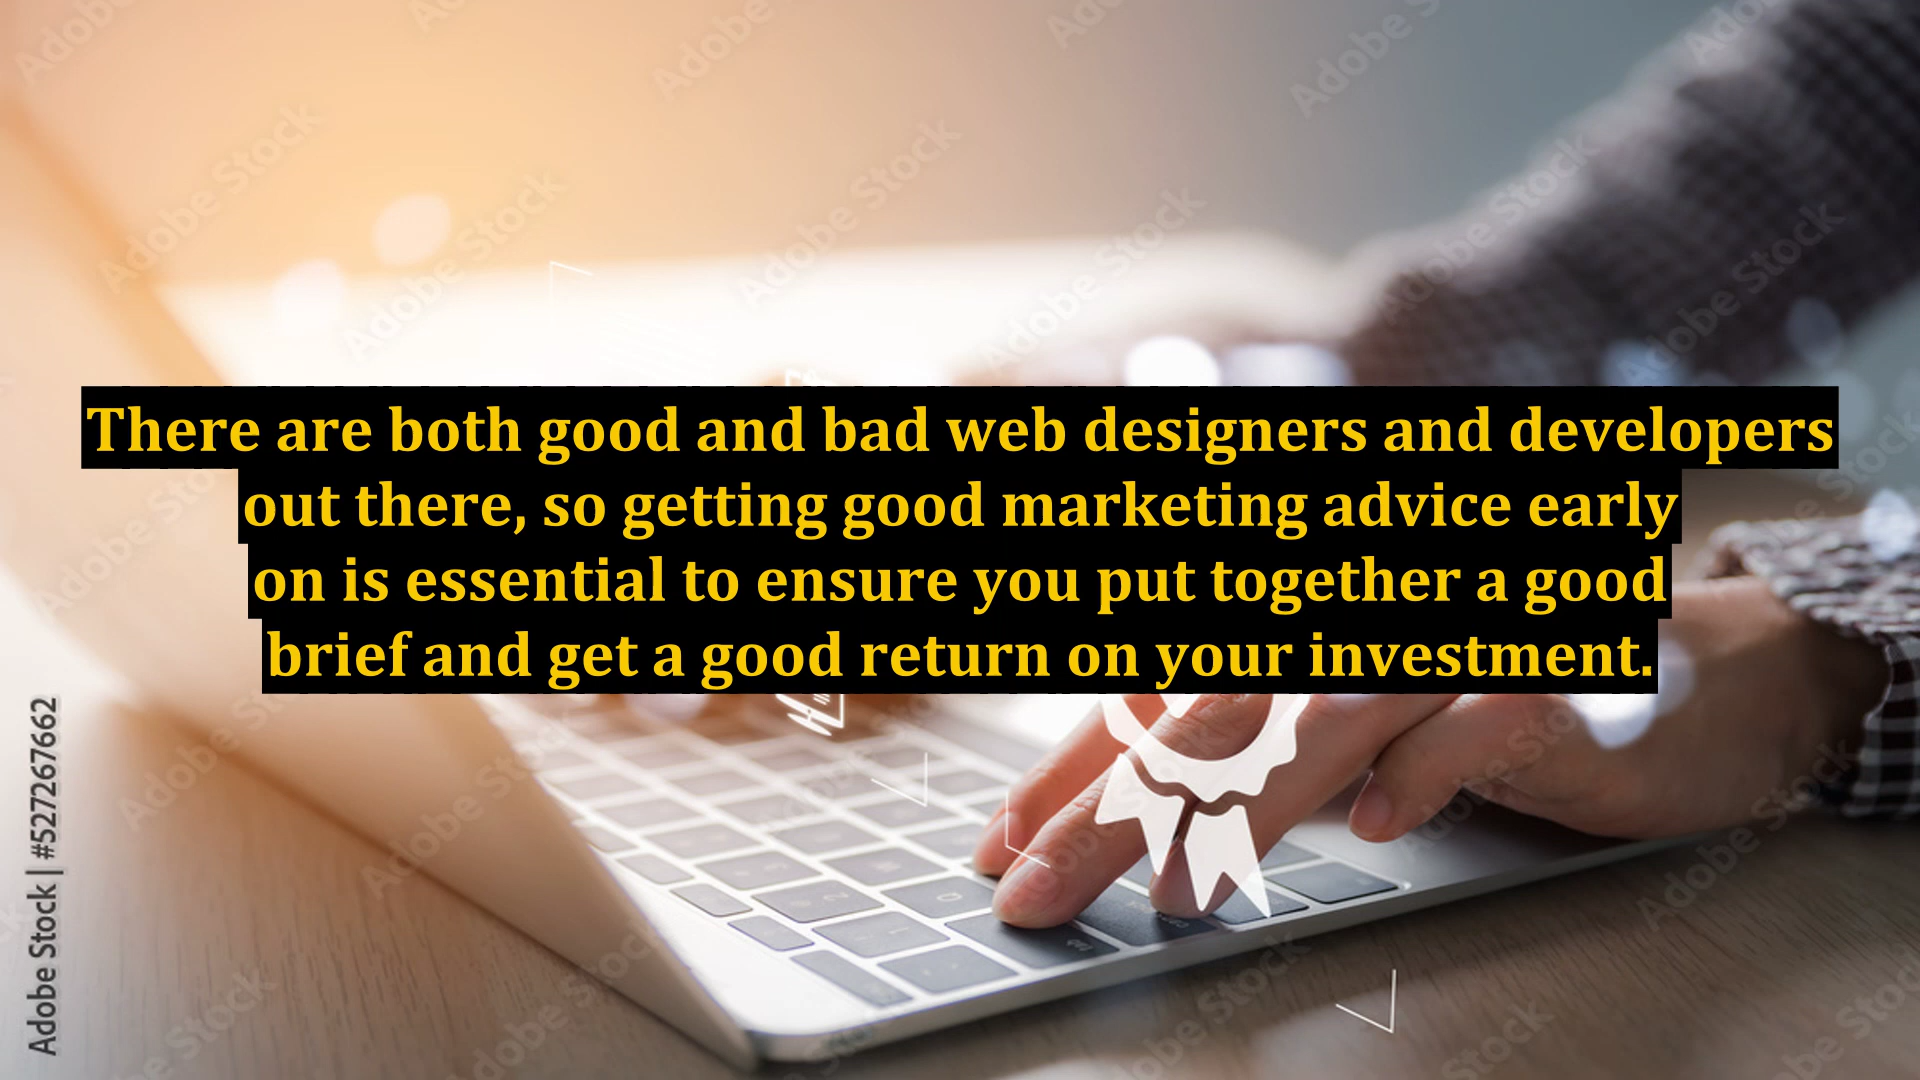 There are both good and bad web designers and developers
out there, so getting good marketing advice early
on is essential to ensure you put together a good
brief and get a good return on your investment.
Adobe Stock | #527267662